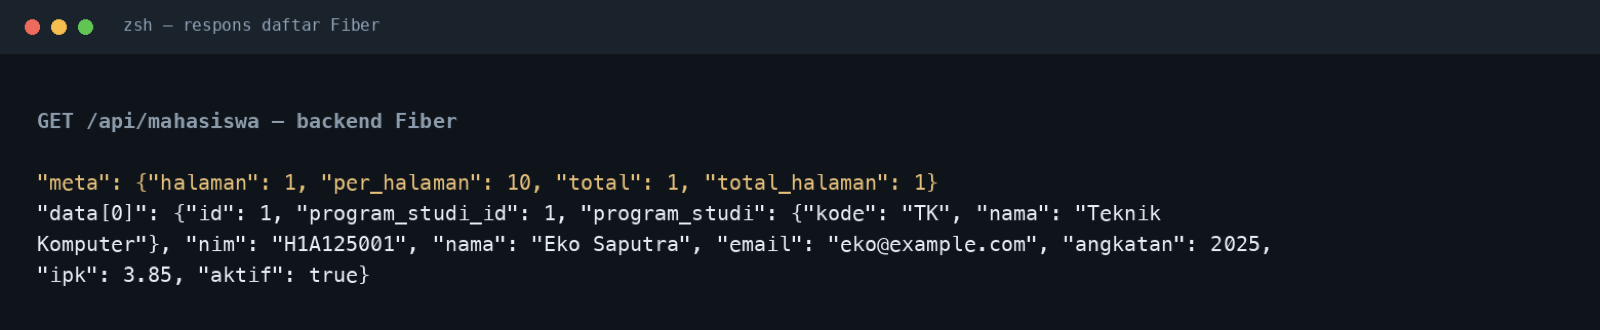 zsh — respons daftar Fiber
GET /api/mahasiswa — backend Fiber
"meta": {"halaman": 1, "per_halaman": 10, "total": 1, "total_halaman": 1}
"data[0]": {"id": 1, "program_studi_id": 1, "program_studi": {"kode": "TK", "nama": "Teknik
Komputer"}, "nim": "H1A125001", "nama": "Eko Saputra", "email": "eko@example.com", "angkatan": 2025,
"ipk": 3.85, "aktif": true}